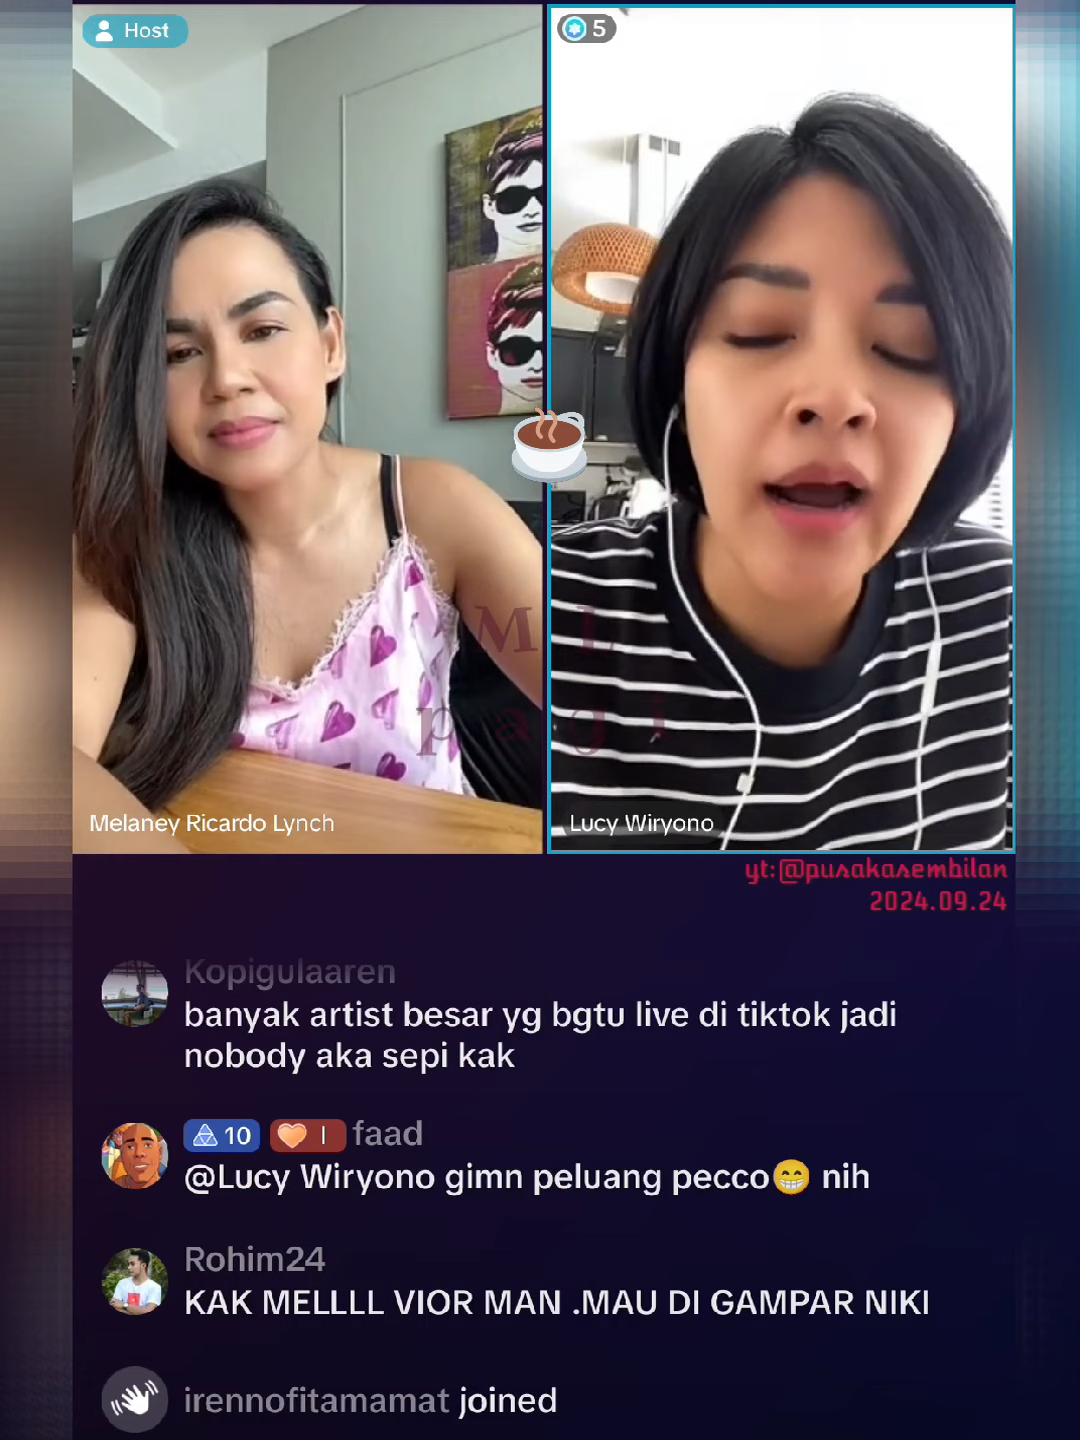 Host
5
M L
pagi
Melaney Ricardo Lynch
Lucy Wiryono
yt:@pusakasembilan
2024.09.24
Kopigulaaren
banyak artist besar yg bgtu live di tiktok jadi
nobody aka sepi kak
10 I faad
@Lucy Wiryono gimn peluang pecco😁 nih
Rohim24
KAK MELLLL VIOR MAN .MAU DI GAMPAR NIKI
irennofitamamat joined